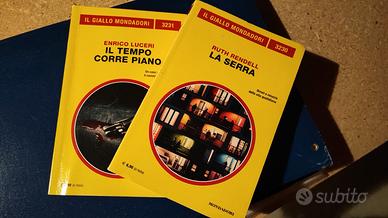 IL GIALLO MONDADORI
3231
ENRICO LUCERI
IL TEMPO
CORRE PIANO
IL GIALLO MONDADORI
3230
RUTH RENDELL
LA SERRA
MONDADORI
subito